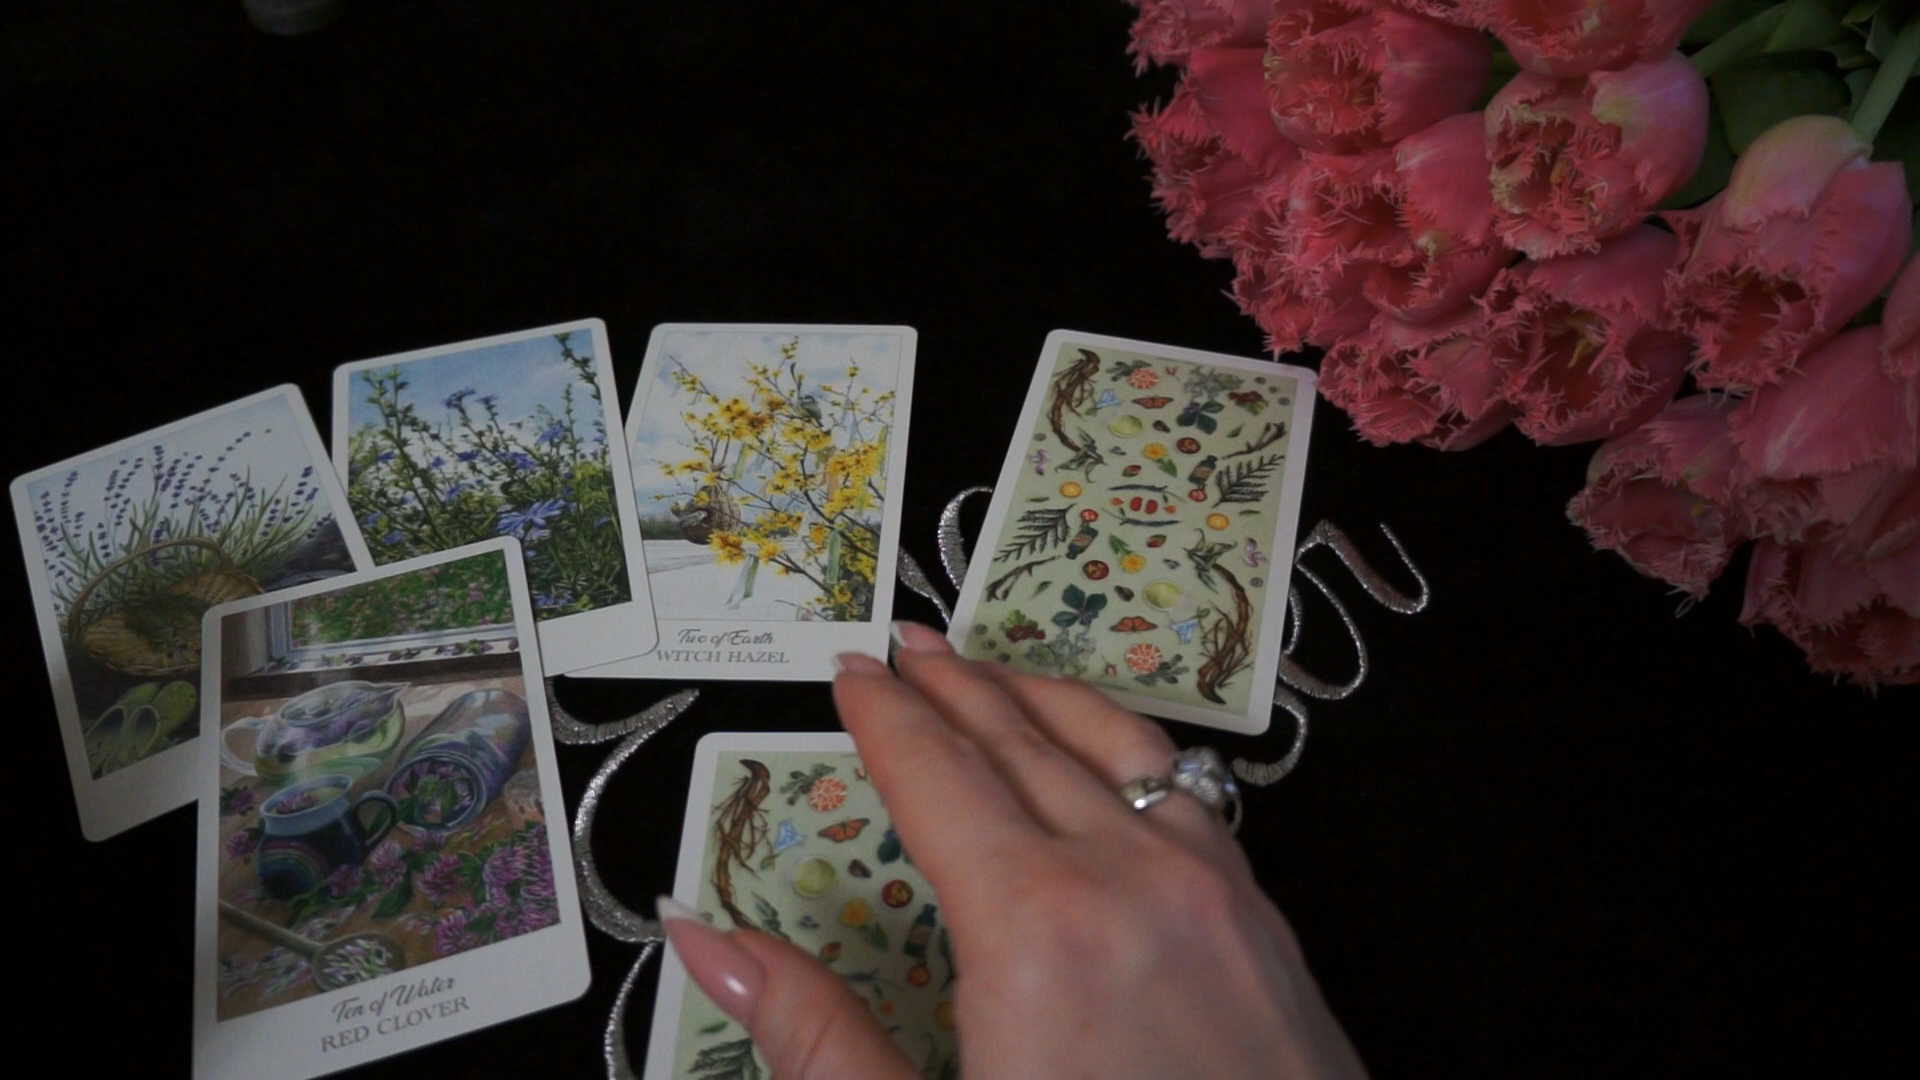 Two of Earth
WITCH HAZEL
Ten of Water
RED CLOVER